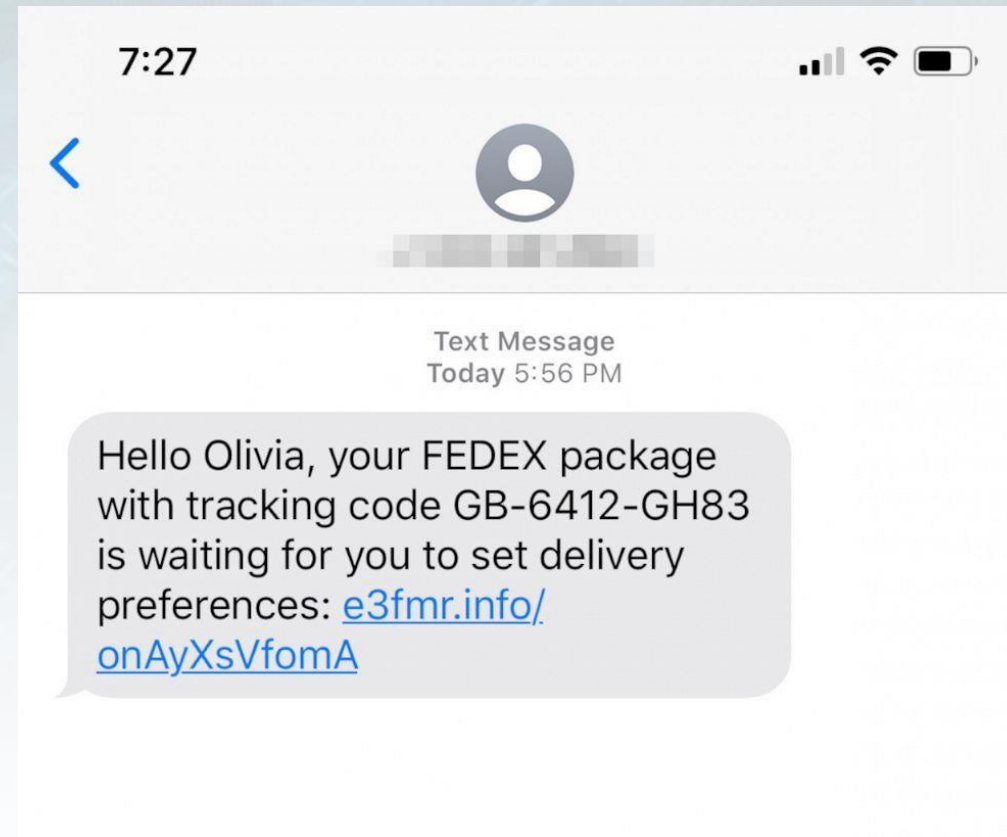 7:27
Text Message
Today 5:56 PM
Hello Olivia, your FEDEX package
with tracking code GB-6412-GH83
is waiting for you to set delivery
preferences: e3fmr.info/
onAyXsVfomA